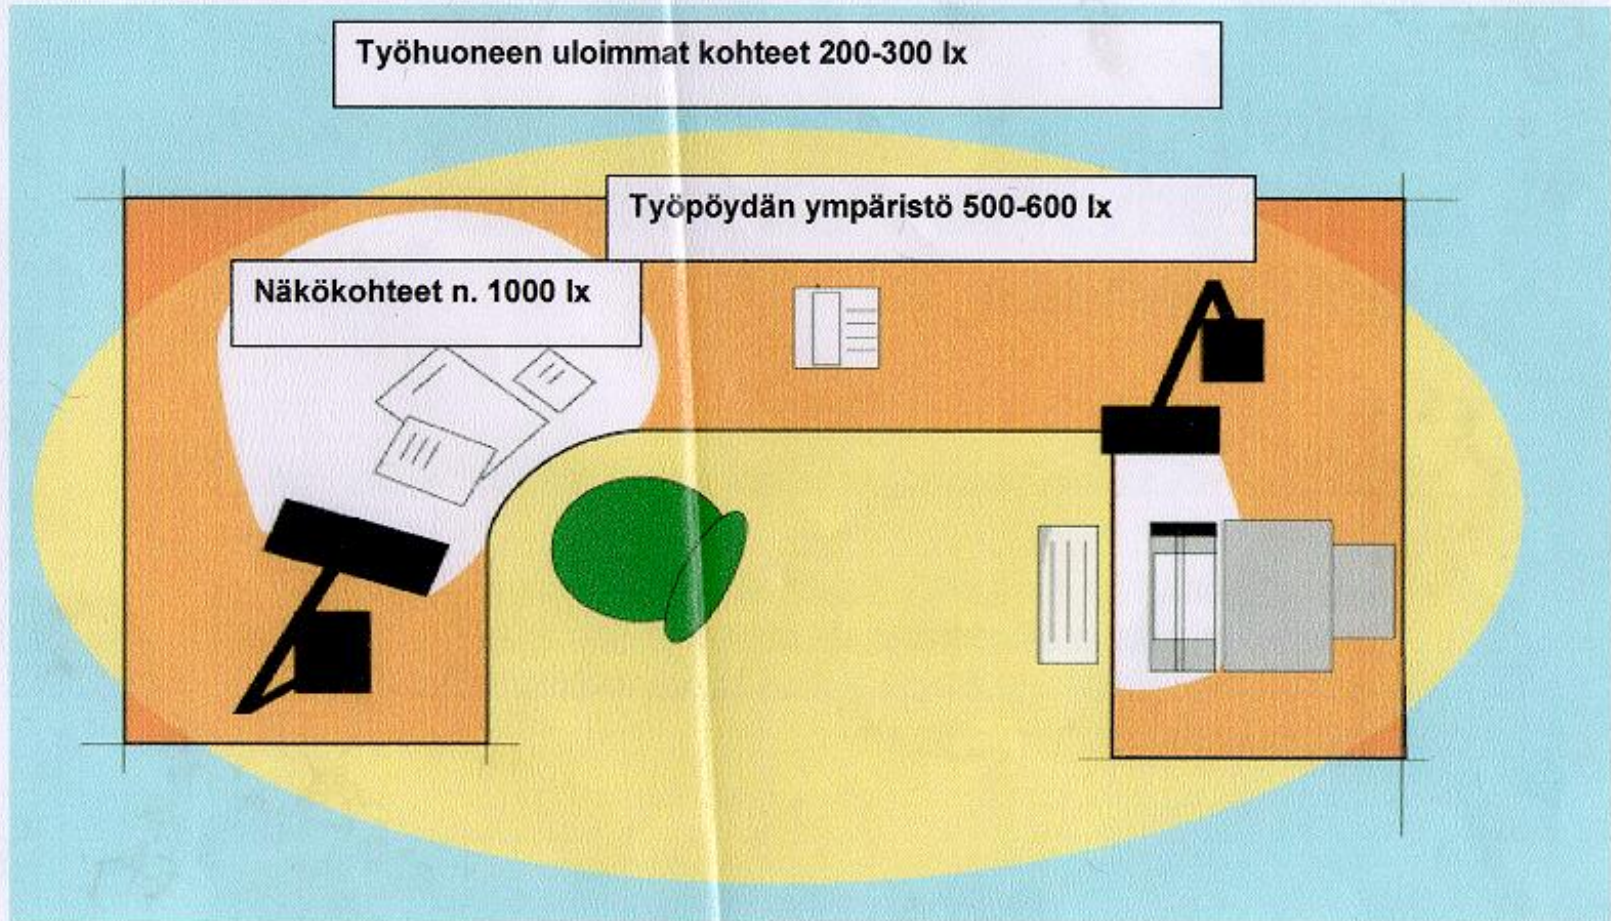 Työhuoneen uloimmat kohteet 200-300 lx
Työpöydän ympäristö 500-600 lx
Näkökohteet n. 1000 lx